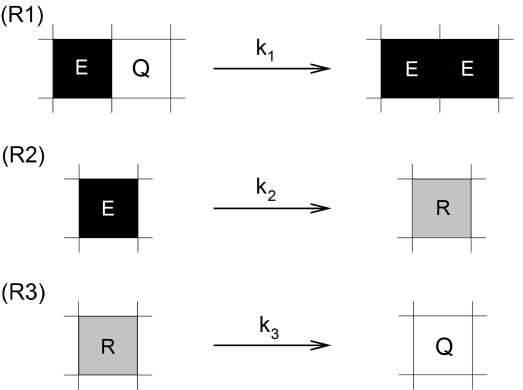 (R1)
E Q k₁ E E
(R2)
E k₂ R
(R3)
R k₃ Q